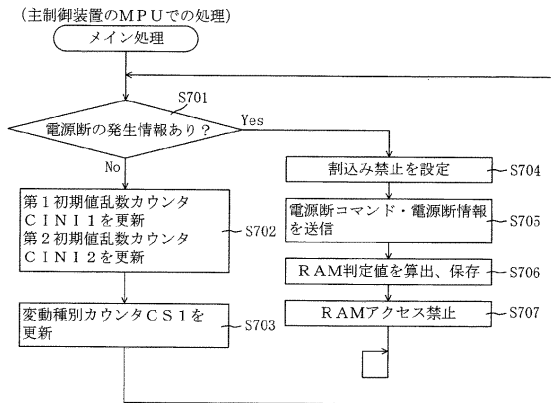 (主制御装置のMPUでの処理)
メイン処理
S701
電源断の発生情報あり?
Yes
No
第1初期値乱数カウンタ
CINI1を更新
第2初期値乱数カウンタ
CINI2を更新
S702
変動種別カウンタCS1を
更新
S703
割込み禁止を設定
S704
電源断コマンド・電源断情報
を送信
S705
RAM判定値を算出、保存
S706
RAMアクセス禁止
S707